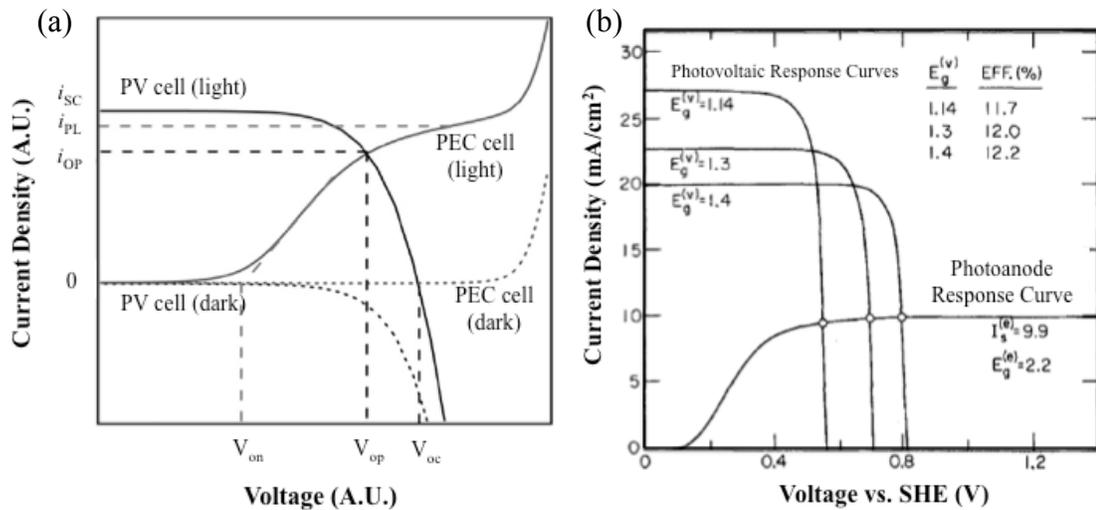 (a)
Current Density (A.U.)
i_SC
i_PL
i_OP
0
PV cell (light)
PEC cell
(light)
PV cell (dark)
PEC cell
(dark)
V_on
V_op
V_oc
Voltage (A.U.)
(b)
Current Density (mA/cm²)
30
25
20
15
10
5
0
Photovoltaic Response Curves
E_g^(v) EFF. (%)
1.14 11.7
1.3 12.0
1.4 12.2
E_g^(v)=1.14
E_g^(v)=1.3
E_g^(v)=1.4
Photoanode
Response Curve
I_s^(e)=9.9
E_g^(e)=2.2
0 0.4 0.8 1.2
Voltage vs. SHE (V)